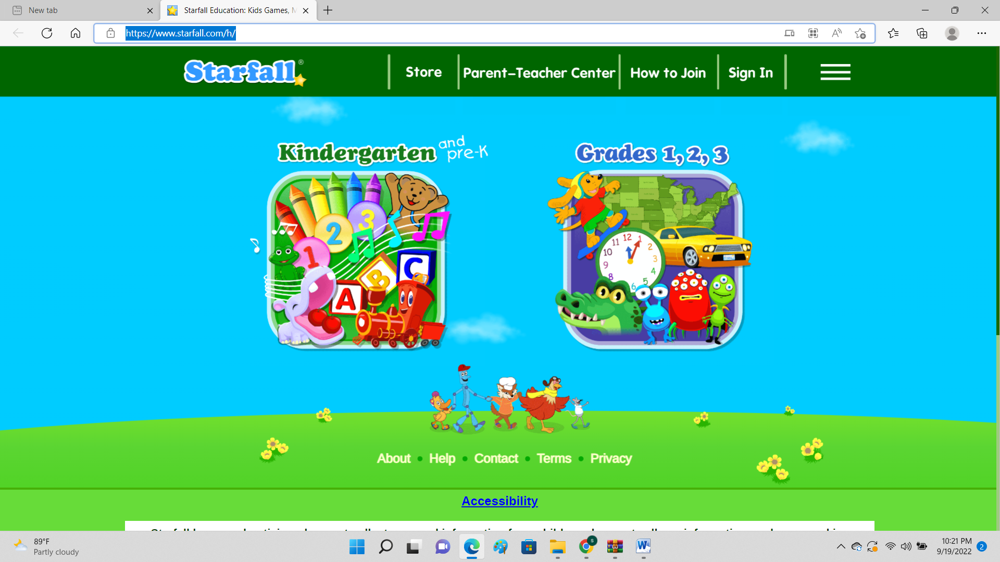 New tab
Starfall Education: Kids Games,
https://www.starfall.com/h/
Starfall®
Store
Parent–Teacher Center
How to Join
Sign In
Kindergarten and pre-K
Grades 1, 2, 3
1 2 3
A B C
12 1 2 3 4 5 6 8 9 10 11
About • Help • Contact • Terms • Privacy
Accessibility
89°F
Partly cloudy
10:21 PM
9/19/2022
2